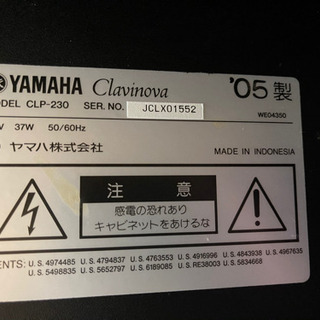 YAMAHA Clavinova '05 製
MODEL CLP-230 SER. NO. JCLX01552
WE04350
V 37W 50/60Hz
ヤマハ株式会社
MADE IN INDONESIA
注意
感電の恐れあり
キャビネットをあけるな
U. S. 4974485 U. S. 4794837 U. S. 4763553 U. S. 4916996 U. S. 4843938 U. S. 4967635
U. S. 5498835 U. S. 5652797 U. S. 6189085 U. S. RE38003 U. S. 5834668